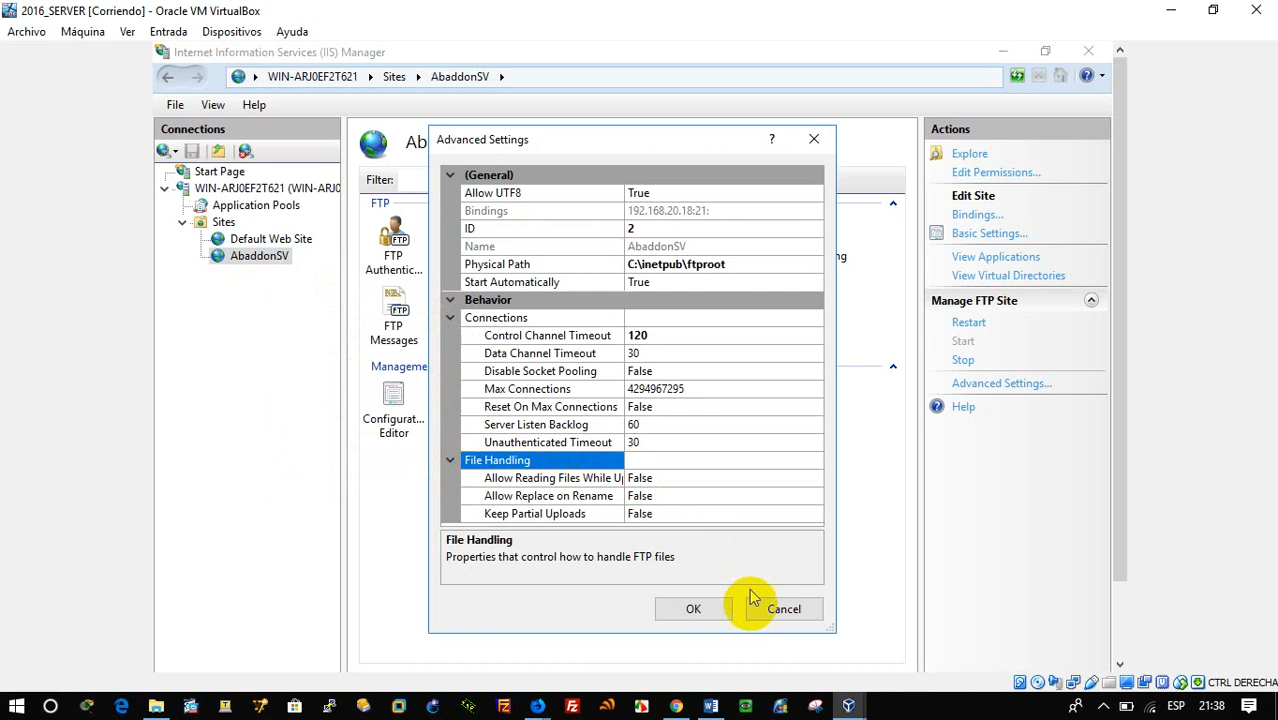 2016_SERVER [Corriendo] - Oracle VM VirtualBox
Archivo Máquina Ver Entrada Dispositivos Ayuda
Internet Information Services (IIS) Manager
WIN-ARJ0EF2T621 Sites AbaddonSV
File View Help
Connections
Start Page
WIN-ARJ0EF2T621 (WIN-ARJ0
Application Pools
Sites
Default Web Site
AbaddonSV
Ab
Filter:
FTP
FTP
Authentic...
FTP
Messages
Manageme
Configurat...
Editor
Advanced Settings
?
(General)
Allow UTF8 True
Bindings 192.168.20.18:21:
ID 2
Name AbaddonSV
Physical Path C:\inetpub\ftproot
Start Automatically True
Behavior
Connections
Control Channel Timeout 120
Data Channel Timeout 30
Disable Socket Pooling False
Max Connections 4294967295
Reset On Max Connections False
Server Listen Backlog 60
Unauthenticated Timeout 30
File Handling
Allow Reading Files While Up False
Allow Replace on Rename False
Keep Partial Uploads False
File Handling
Properties that control how to handle FTP files
OK Cancel
ing
Actions
Explore
Edit Permissions...
Edit Site
Bindings...
Basic Settings...
View Applications
View Virtual Directories
Manage FTP Site
Restart
Start
Stop
Advanced Settings...
Help
CTRL DERECHA
ESP 21:38